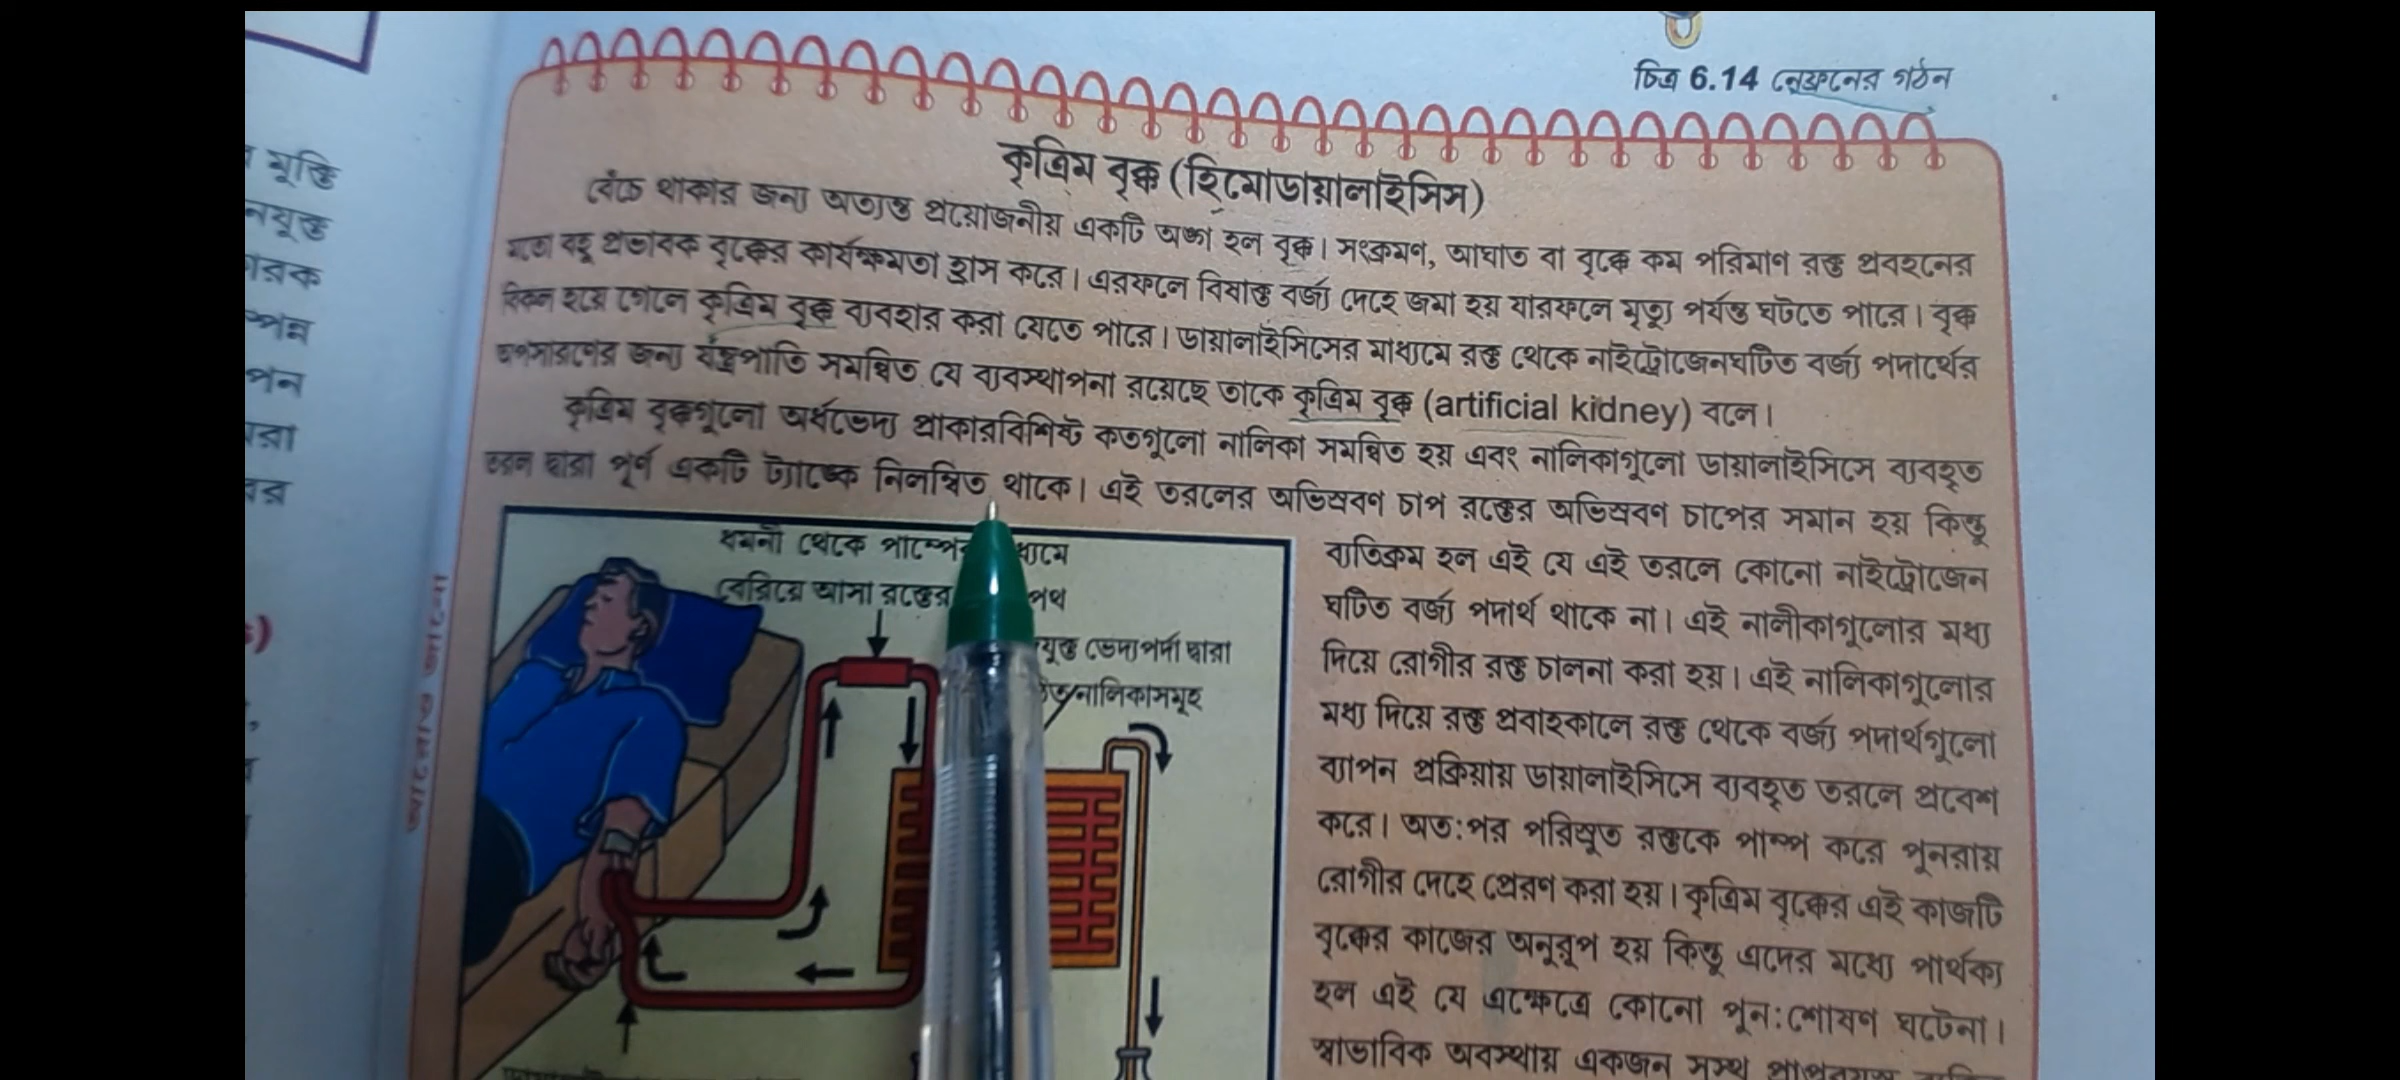 চিত্র 6.14 নেফ্রনের গঠন
কৃত্রিম বৃক্ক (হিমোডায়ালাইসিস)
বেঁচে থাকার জন্য অত্যন্ত প্রয়োজনীয় একটি অঙ্গ হল বৃক্ক। সংক্রমণ, আঘাত বা বৃক্কে কম পরিমাণ রক্ত প্রবহনের
মতো বহু প্রভাবক বৃক্কের কার্যক্ষমতা হ্রাস করে। এরফলে বিষাক্ত বর্জ্য দেহে জমা হয় যারফলে মৃত্যু পর্যন্ত ঘটতে পারে। বৃক্ক
বিকল হয়ে গেলে কৃত্রিম বৃক্ক ব্যবহার করা যেতে পারে। ডায়ালাইসিসের মাধ্যমে রক্ত থেকে নাইট্রোজেনঘটিত বর্জ্য পদার্থের
অপসারণের জন্য যন্ত্রপাতি সমন্বিত যে ব্যবস্থাপনা রয়েছে তাকে কৃত্রিম বৃক্ক (artificial kidney) বলে।
কৃত্রিম বৃক্কগুলো অর্ধভেদ্য প্রাকারবিশিষ্ট কতগুলো নালিকা সমন্বিত হয় এবং নালিকাগুলো ডায়ালাইসিসে ব্যবহৃত
তরল দ্বারা পূর্ণ একটি ট্যাঙ্কে নিলম্বিত থাকে। এই তরলের অভিস্রবণ চাপ রক্তের অভিস্রবণ চাপের সমান হয় কিন্তু
ব্যতিক্রম হল এই যে এই তরলে কোনো নাইট্রোজেন
ঘটিত বর্জ্য পদার্থ থাকে না। এই নালীকাগুলোর মধ্য
দিয়ে রোগীর রক্ত চালনা করা হয়। এই নালিকাগুলোর
মধ্য দিয়ে রক্ত প্রবাহকালে রক্ত থেকে বর্জ্য পদার্থগুলো
ব্যাপন প্রক্রিয়ায় ডায়ালাইসিসে ব্যবহৃত তরলে প্রবেশ
করে। অত:পর পরিস্রুত রক্তকে পাম্প করে পুনরায়
রোগীর দেহে প্রেরণ করা হয়। কৃত্রিম বৃক্কের এই কাজটি
বৃক্কের কাজের অনুরূপ হয় কিন্তু এদের মধ্যে পার্থক্য
হল এই যে এক্ষেত্রে কোনো পুন:শোষণ ঘটেনা।
স্বাভাবিক অবস্থায় একজন সুস্থ
ধমনী থেকে পাম্পের ধ্যমে
বেরিয়ে আসা রক্তের পথ
যুক্ত ভেদ্যপর্দা দ্বারা
নালিকাসমূহ
মুক্তি
নযুক্ত
ারক
ম্পন্ন
পন